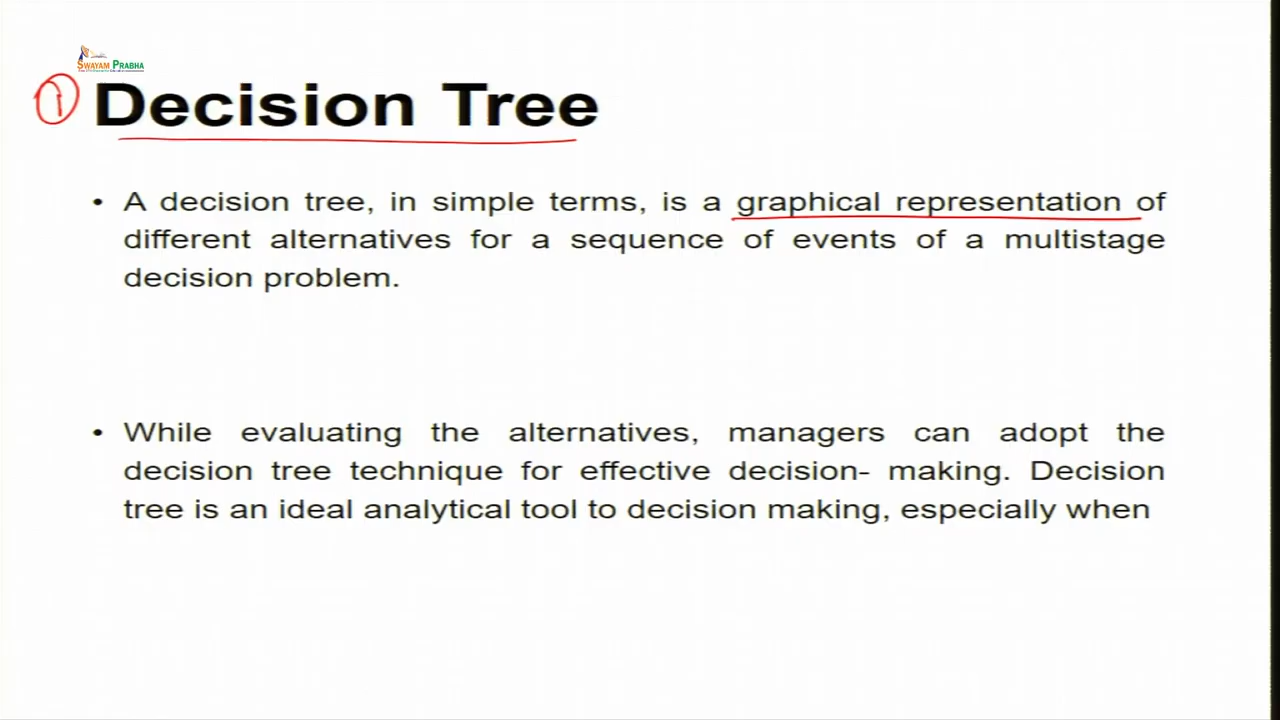 SWAYAM PRABHA
1
Decision Tree
• A decision tree, in simple terms, is a graphical representation of
different alternatives for a sequence of events of a multistage
decision problem.
• While evaluating the alternatives, managers can adopt the
decision tree technique for effective decision- making. Decision
tree is an ideal analytical tool to decision making, especially when